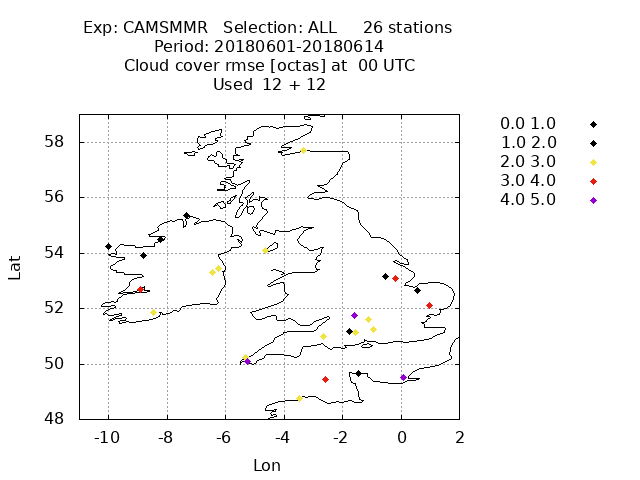 Exp: CAMSMMR Selection: ALL 26 stations
Period: 20180601-20180614
Cloud cover rmse [octas] at 00 UTC
Used 12 + 12
0.0 1.0
1.0 2.0
2.0 3.0
3.0 4.0
4.0 5.0
58
56
54
52
50
48
Lat
-10 -8 -6 -4 -2 0 2
Lon